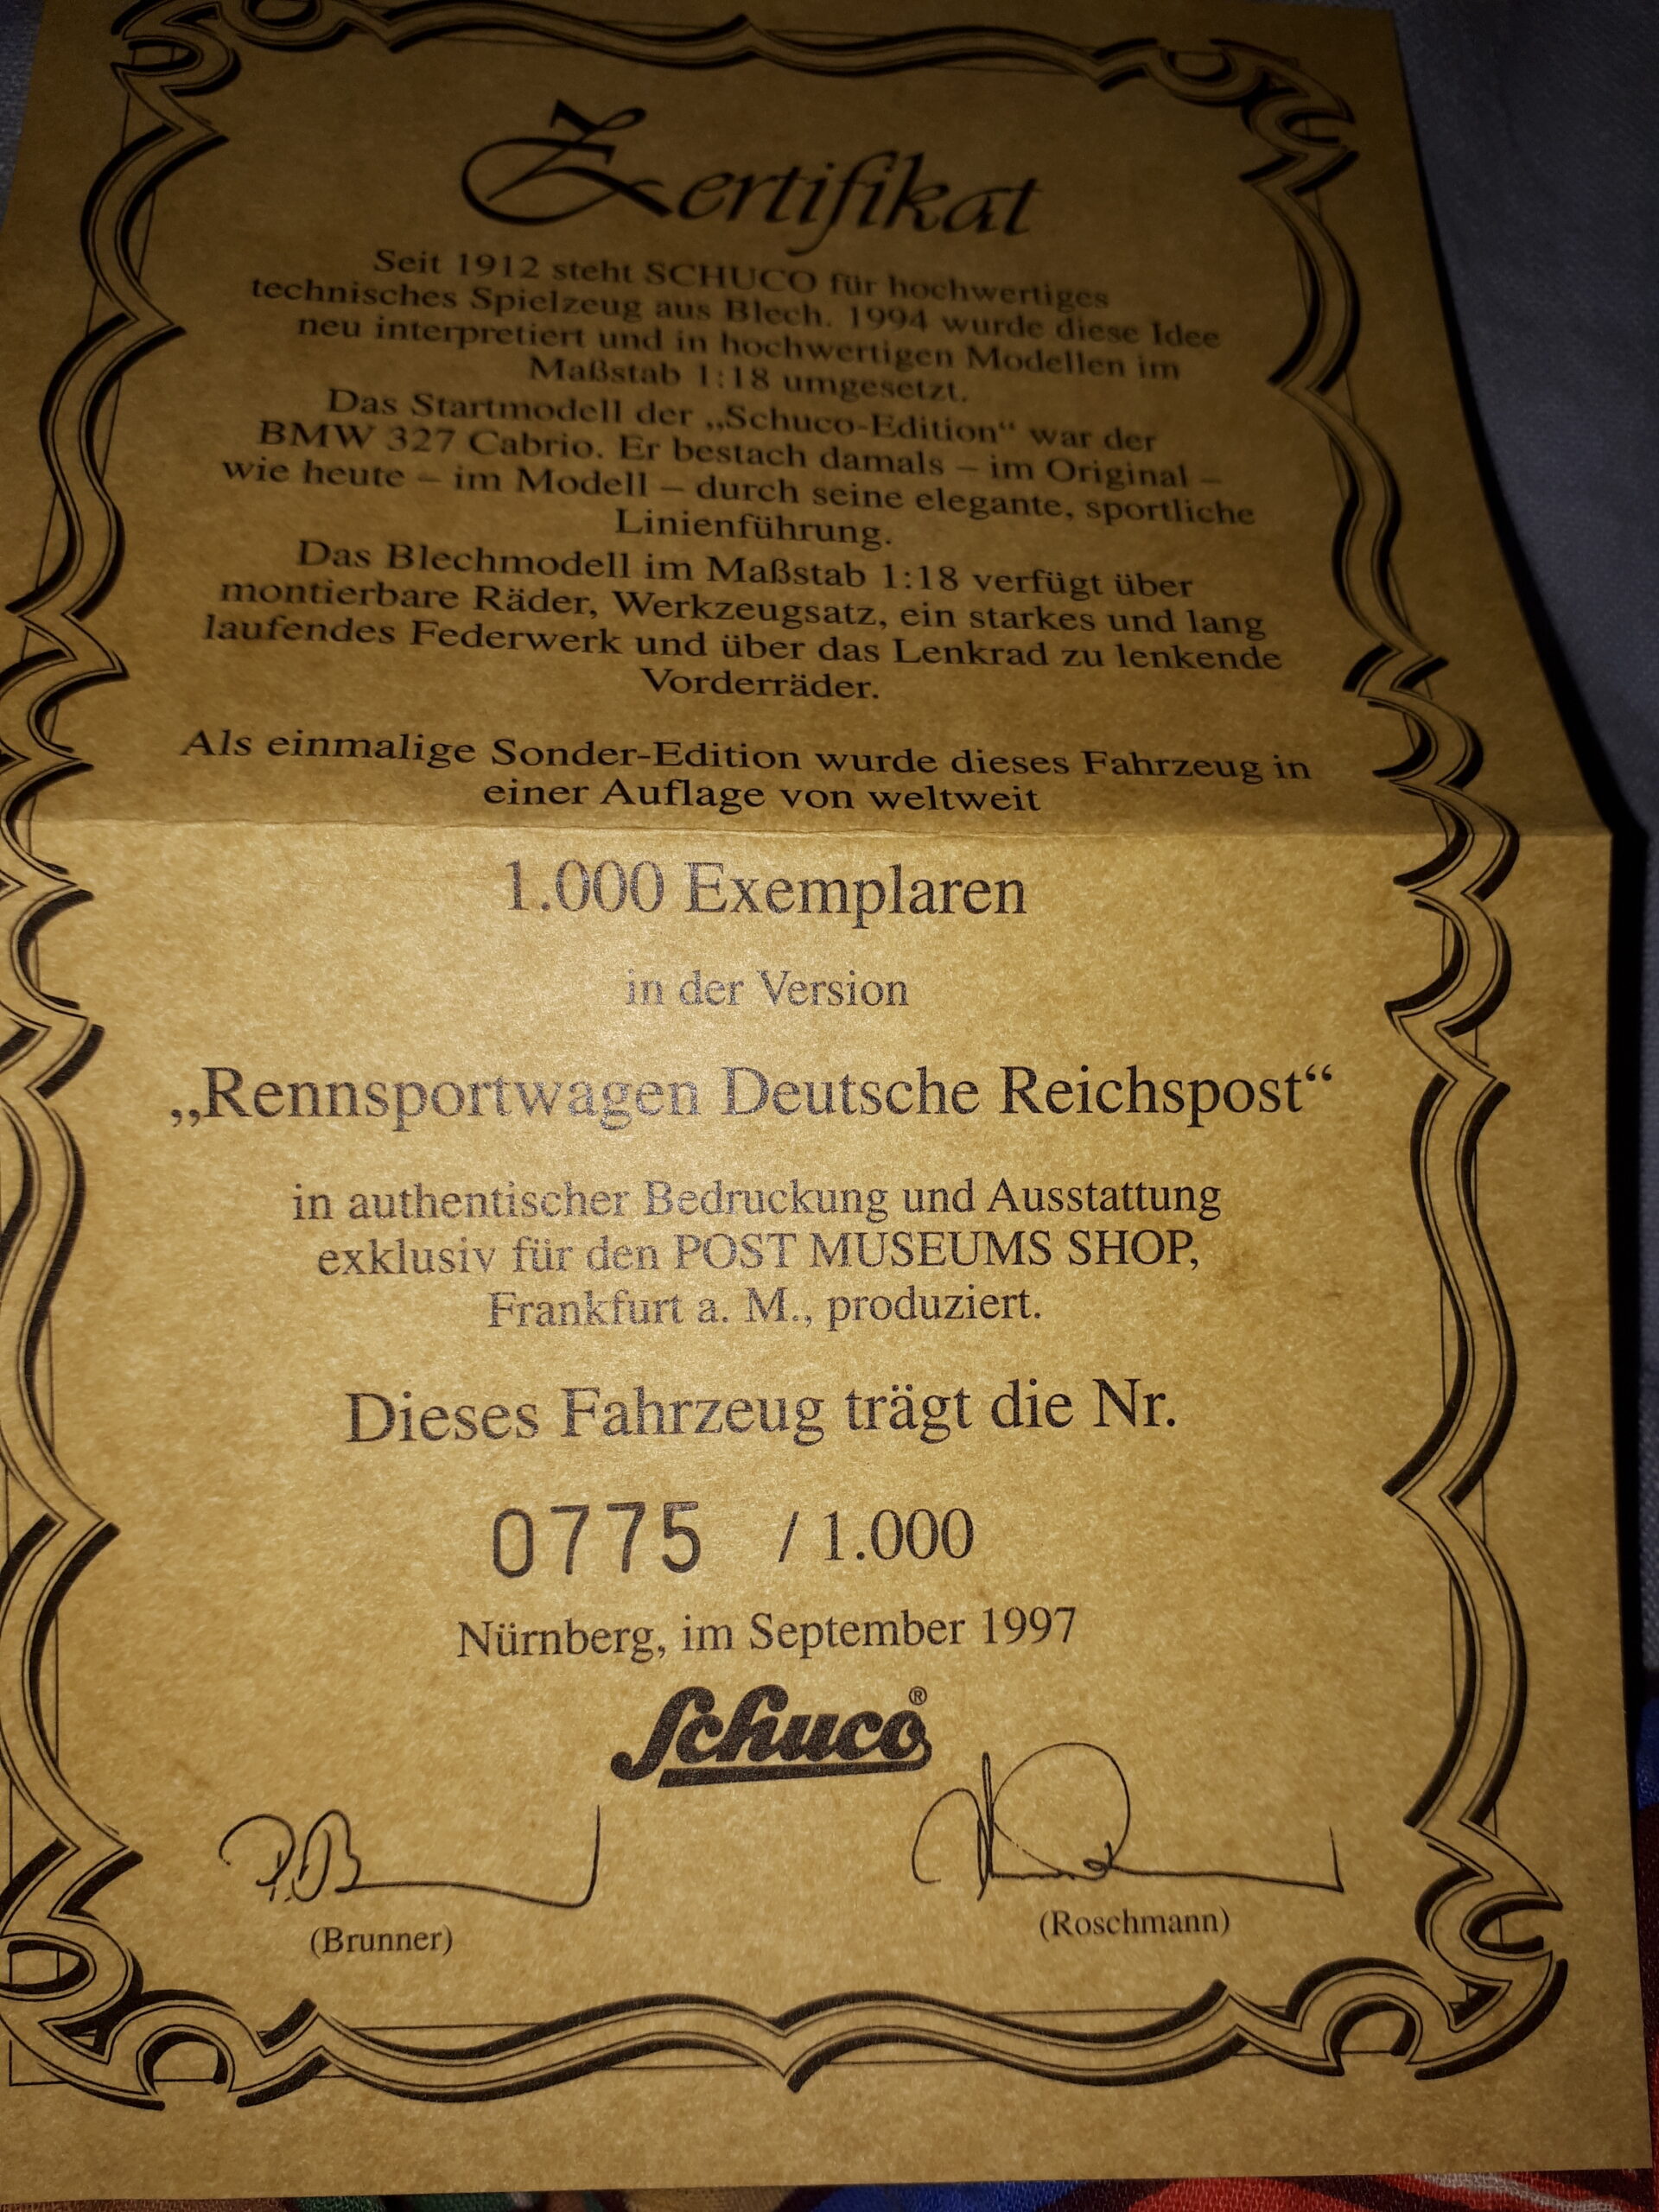 Zertifikat
Seit 1912 steht SCHUCO für hochwertiges
technisches Spielzeug aus Blech. 1994 wurde diese Idee
neu interpretiert und in hochwertigen Modellen im
Maßstab 1:18 umgesetzt.
Das Startmodell der „Schuco-Edition“ war der
BMW 327 Cabrio. Er bestach damals – im Original –
wie heute – im Modell – durch seine elegante, sportliche
Linienführung.
Das Blechmodell im Maßstab 1:18 verfügt über
montierbare Räder, Werkzeugsatz, ein starkes und lang
laufendes Federwerk und über das Lenkrad zu lenkende
Vorderräder.
Als einmalige Sonder-Edition wurde dieses Fahrzeug in
einer Auflage von weltweit
1.000 Exemplaren
in der Version
„Rennsportwagen Deutsche Reichspost“
in authentischer Bedruckung und Ausstattung
exklusiv für den POST MUSEUMS SHOP,
Frankfurt a. M., produziert.
Dieses Fahrzeug trägt die Nr.
0775 / 1.000
Nürnberg, im September 1997
Schuco®
(Brunner)
(Roschmann)